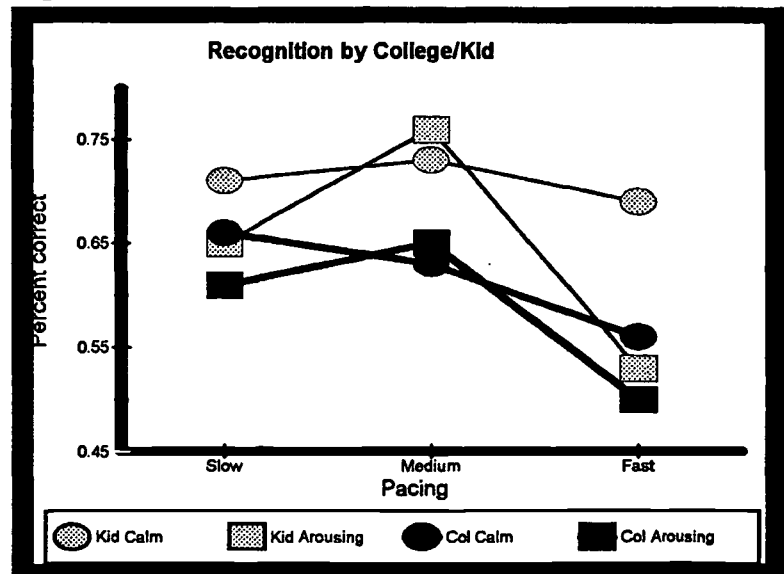 Recognition by College/Kid
Percent correct
0.75
0.65
0.55
0.45
Slow Medium Fast
Pacing
Kid Calm Kid Arousing Col Calm Col Arousing